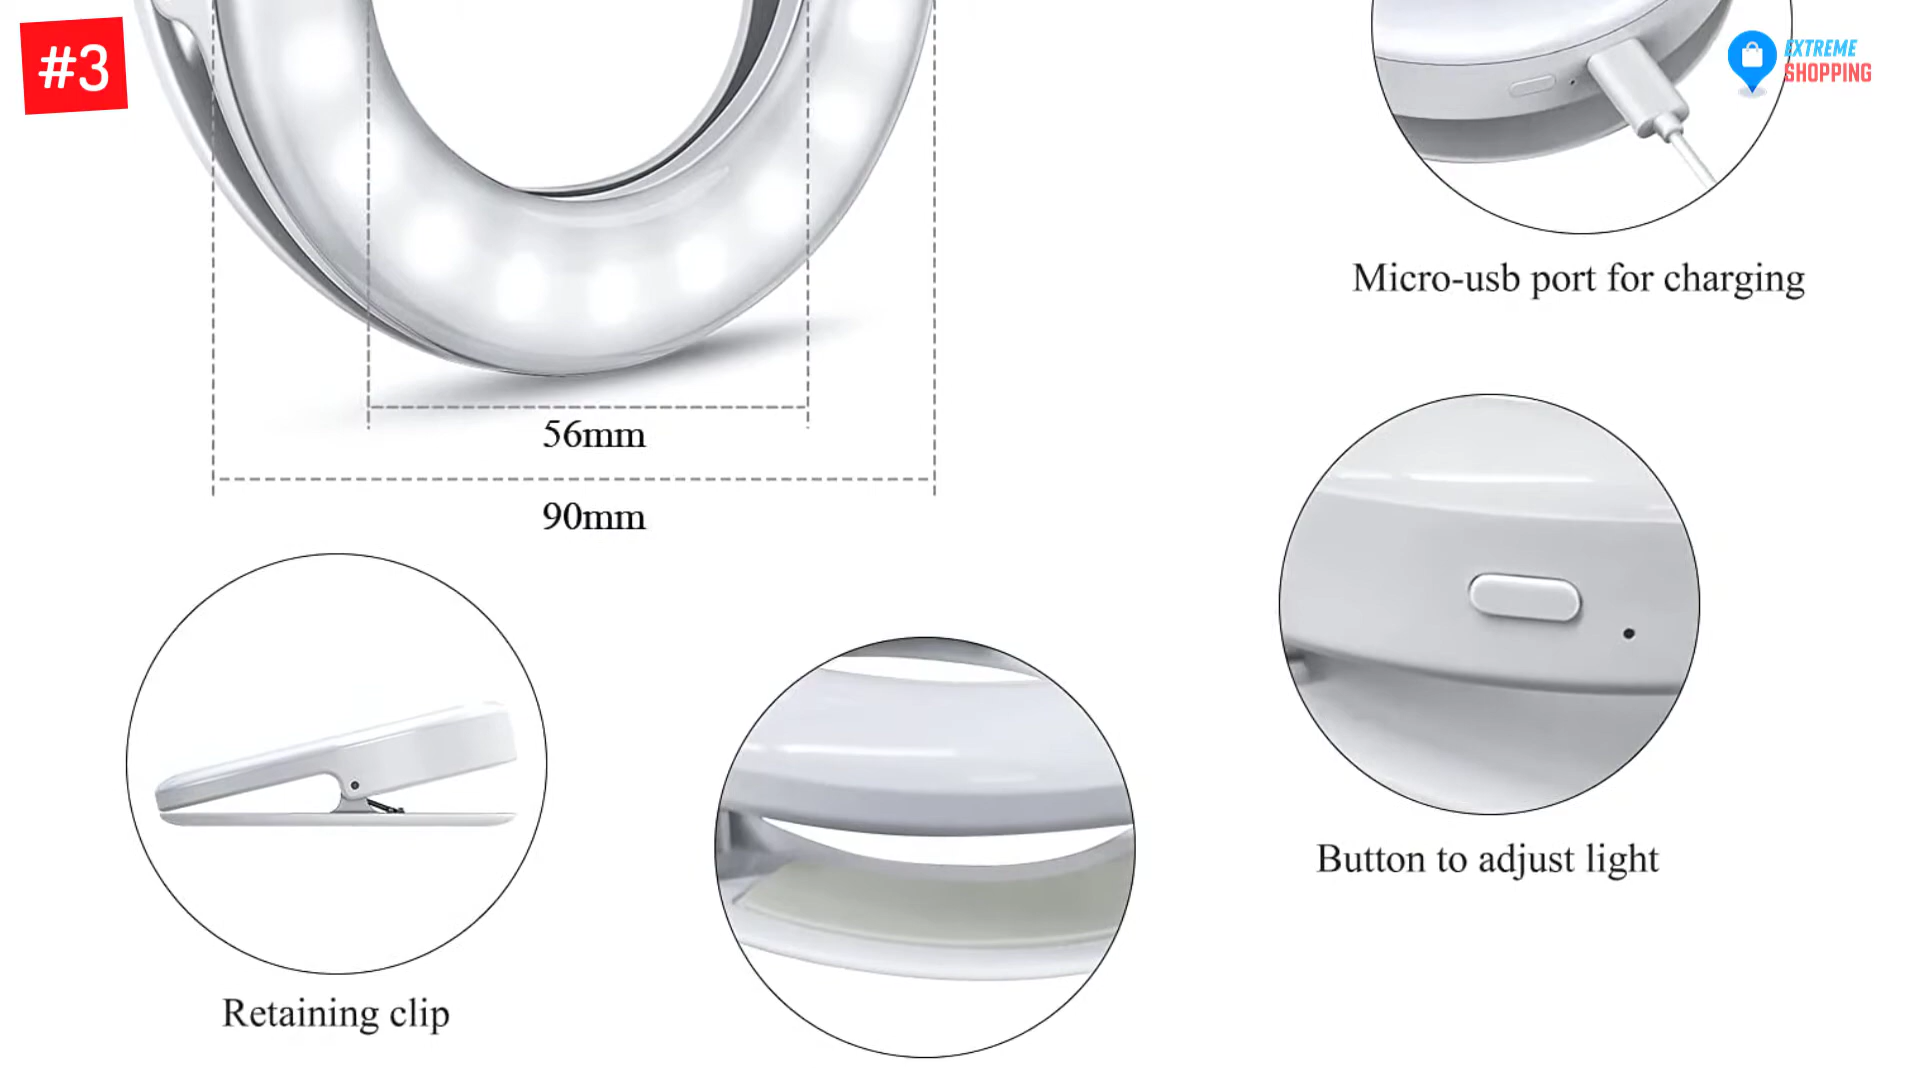 #3
EXTREME
SHOPPING
Micro-usb port for charging
56mm
90mm
Button to adjust light
Retaining clip